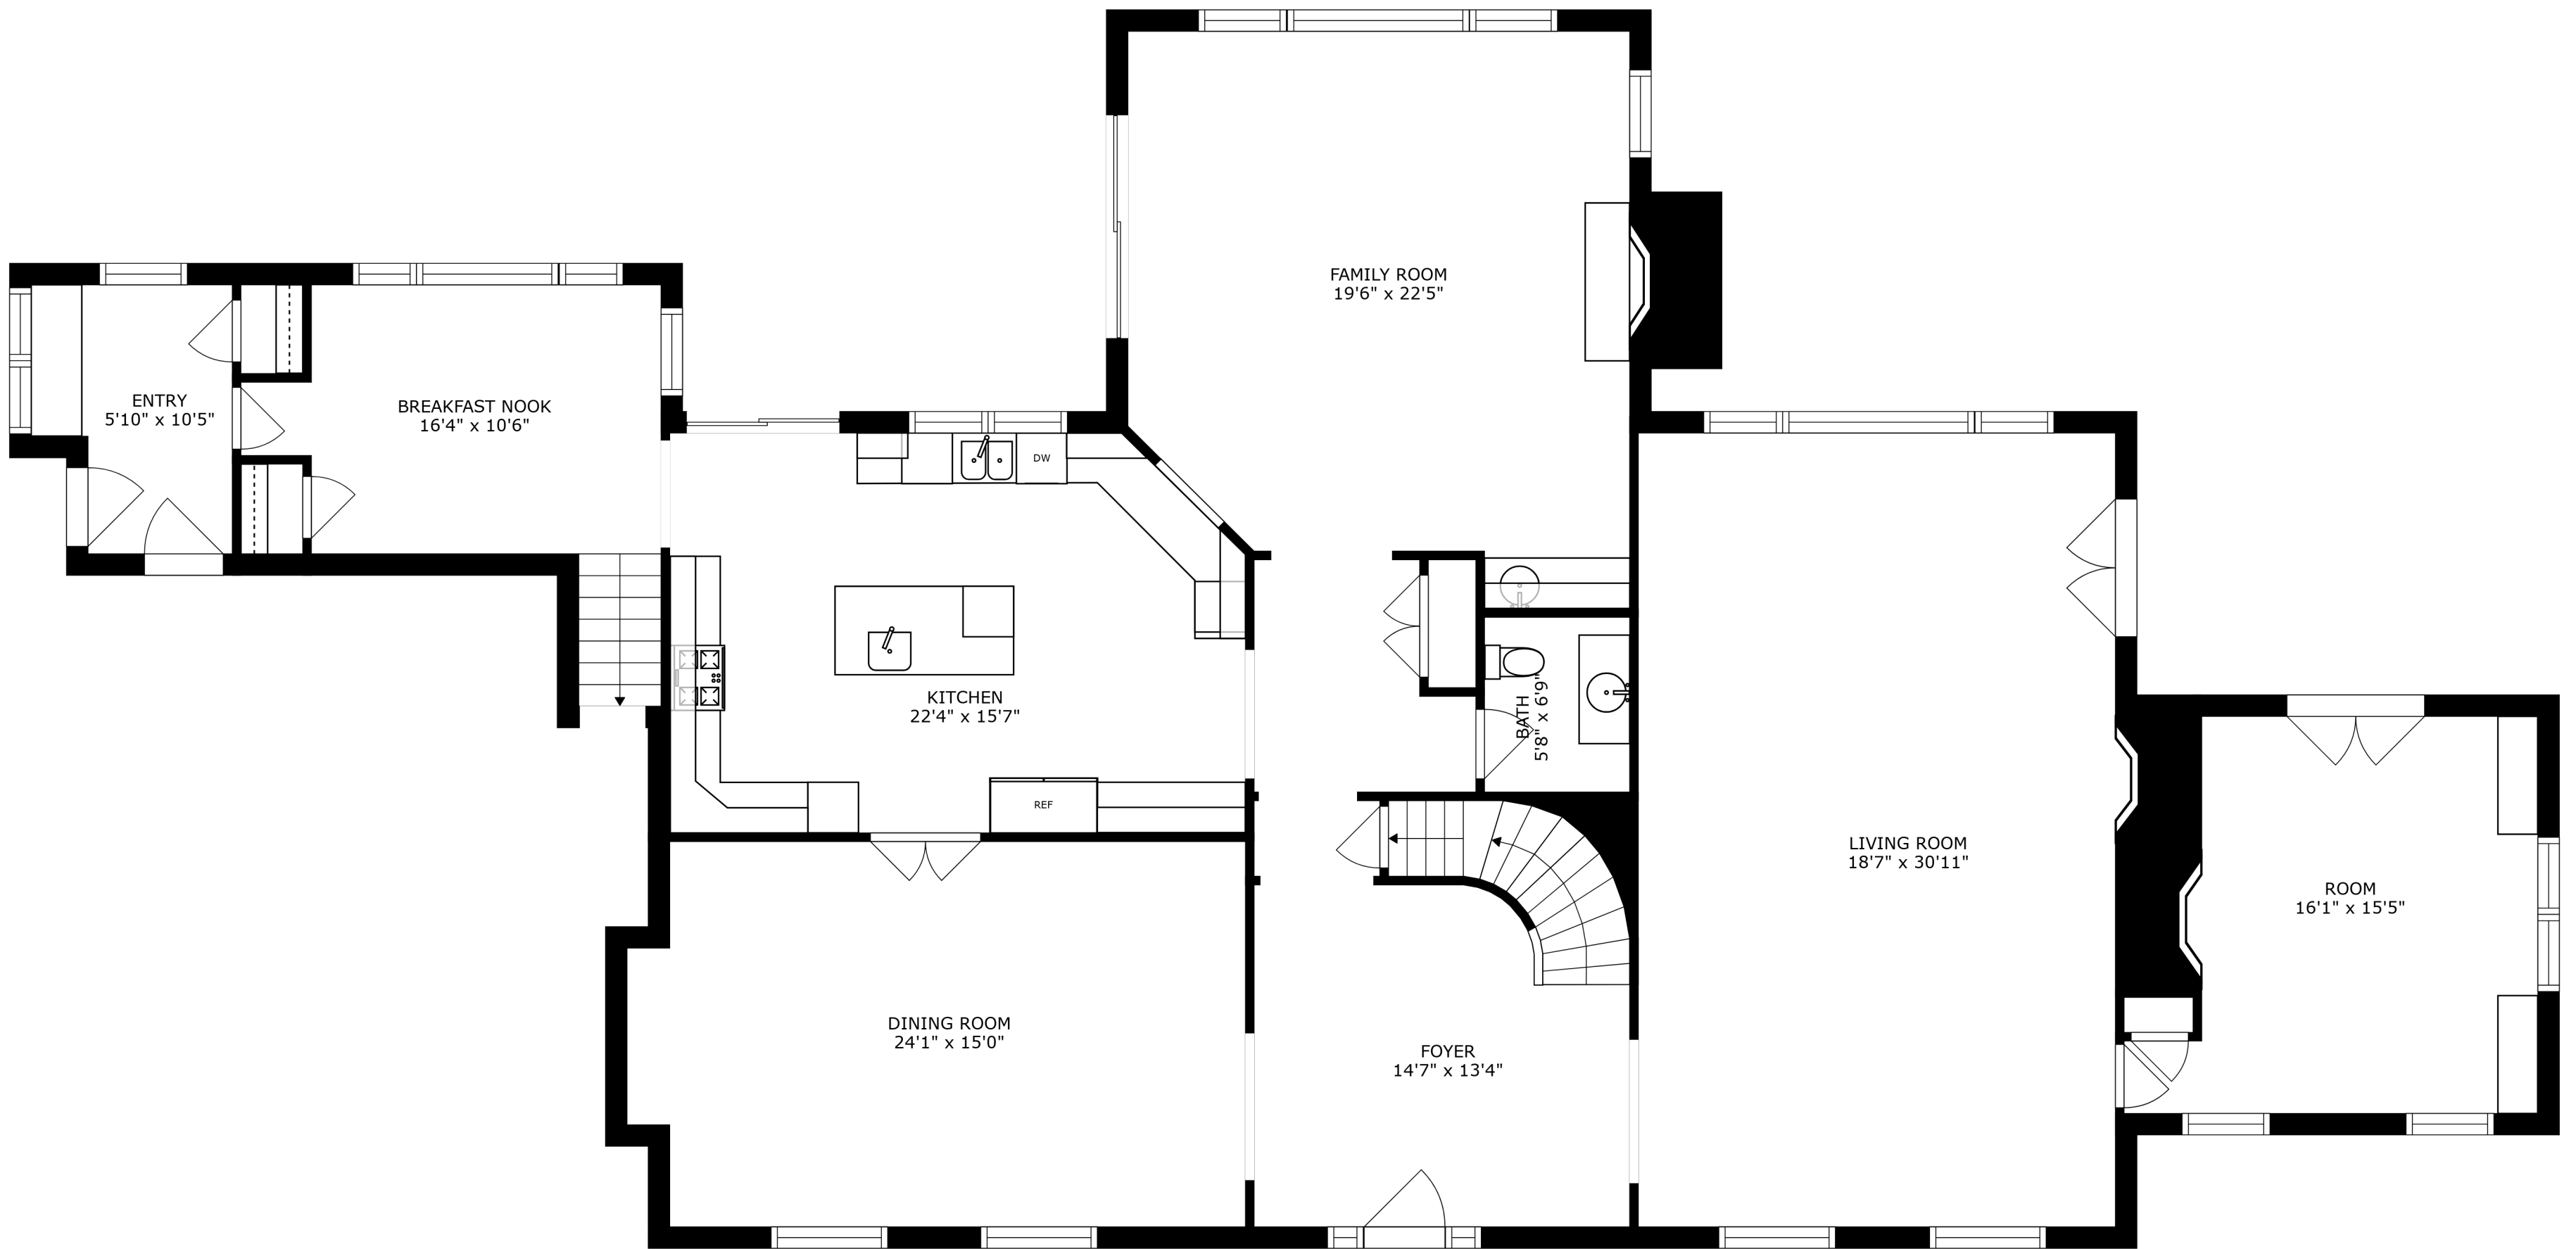 FAMILY ROOM
19'6" x 22'5"
ENTRY
5'10" x 10'5"
BREAKFAST NOOK
16'4" x 10'6"
DW
KITCHEN
22'4" x 15'7"
BATH
5'8" x 6'9"
REF
LIVING ROOM
18'7" x 30'11"
ROOM
16'1" x 15'5"
DINING ROOM
24'1" x 15'0"
FOYER
14'7" x 13'4"